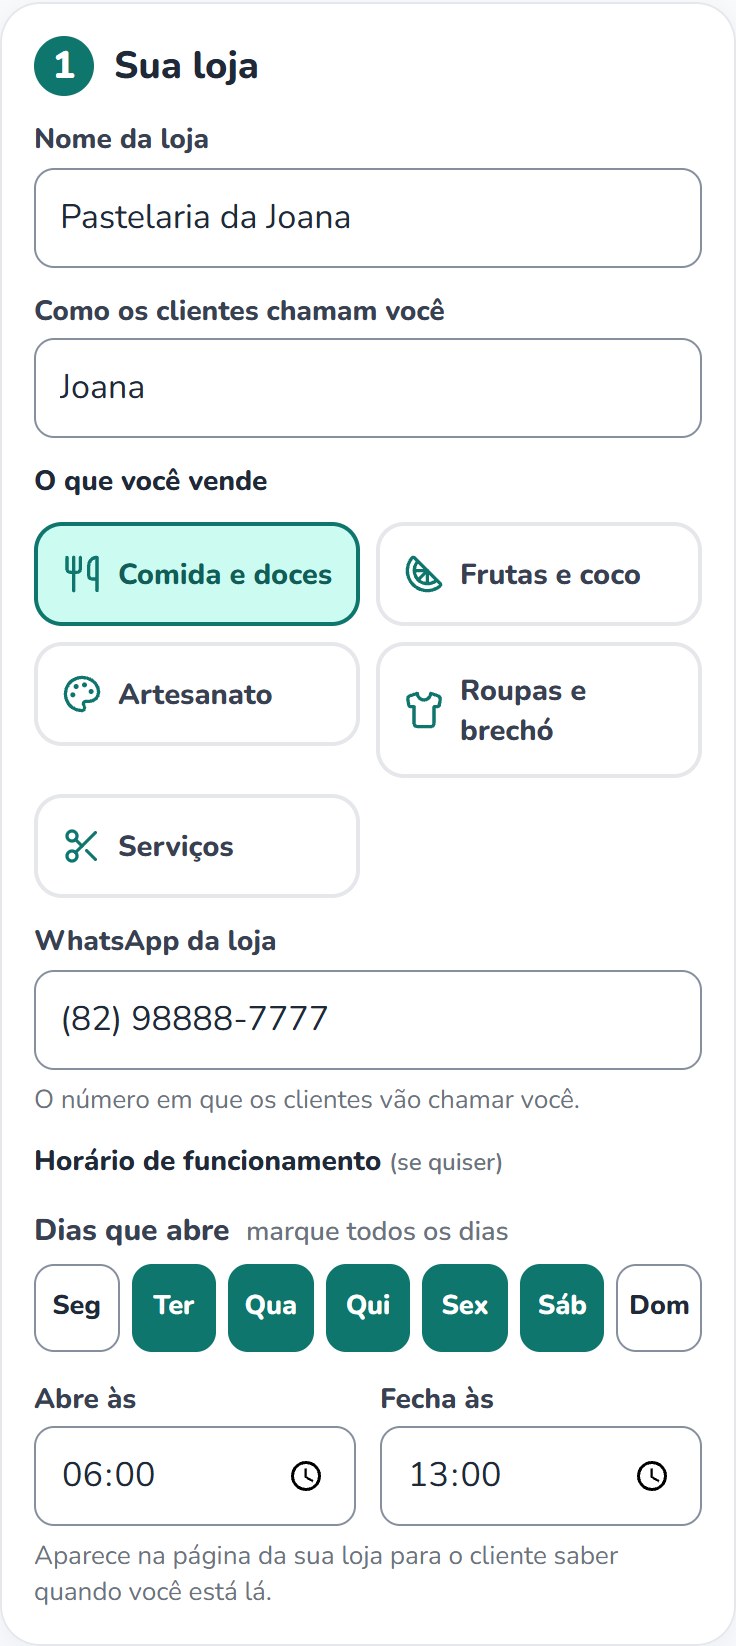 1 Sua loja
Nome da loja
Pastelaria da Joana
Como os clientes chamam você
Joana
O que você vende
Comida e doces
Frutas e coco
Artesanato
Roupas e
brechó
Serviços
WhatsApp da loja
(82) 98888-7777
O número em que os clientes vão chamar você.
Horário de funcionamento (se quiser)
Dias que abre marque todos os dias
Seg Ter Qua Qui Sex Sáb Dom
Abre às Fecha às
06:00 13:00
Aparece na página da sua loja para o cliente saber
quando você está lá.